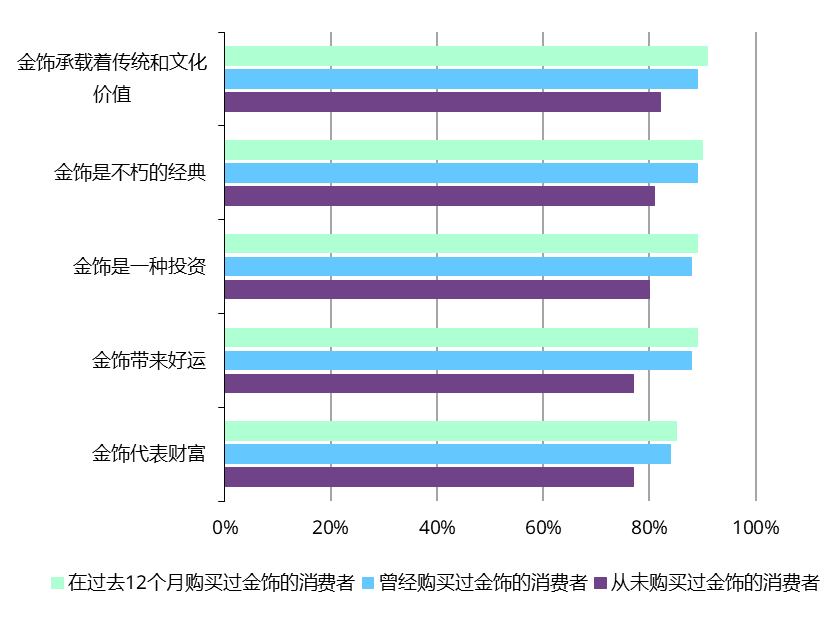 金饰承载着传统和文化
价值
金饰是不朽的经典
金饰是一种投资
金饰带来好运
金饰代表财富
0% 20% 40% 60% 80% 100%
在过去12个月购买过金饰的消费者 曾经购买过金饰的消费者 从未购买过金饰的消费者